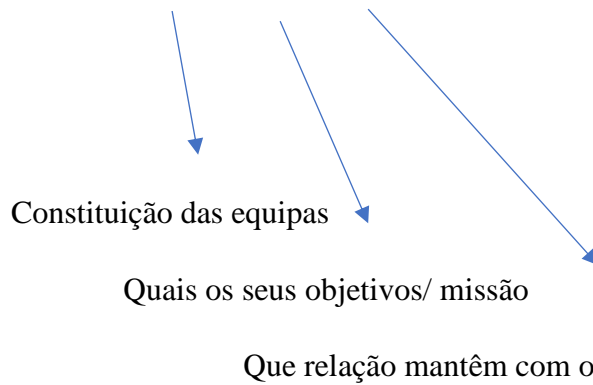 Constituição das equipas
Quais os seus objetivos/ missão
Que relação mantêm com o